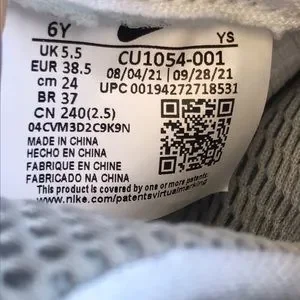 6Y YS
UK 5.5 CU1054-001
EUR 38.5 08/04/21 09/28/21
cm 24 UPC 00194272718531
BR 37
CN 240(2.5)
04CVM3D2C9K9N
MADE IN CHINA
HECHO EN CHINA
FABRIQUE EN CHINE
FABRICADO NA CHINA
This product is covered by one or more patents:
www.nike.com/patentsvirtualmarking